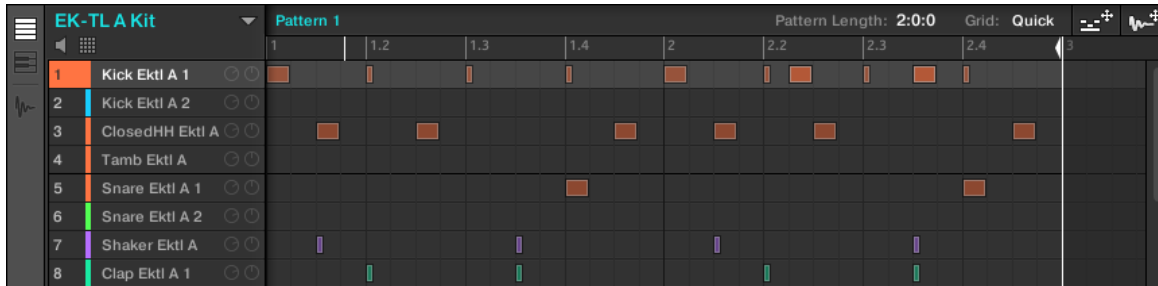 EK-TL A Kit Pattern 1 Pattern Length: 2:0:0 Grid: Quick
1 1.2 1.3 1.4 2 2.2 2.3 2.4 3
1 Kick Ektl A 1
2 Kick Ektl A 2
3 ClosedHH Ektl A
4 Tamb Ektl A
5 Snare Ektl A 1
6 Snare Ektl A 2
7 Shaker Ektl A
8 Clap Ektl A 1